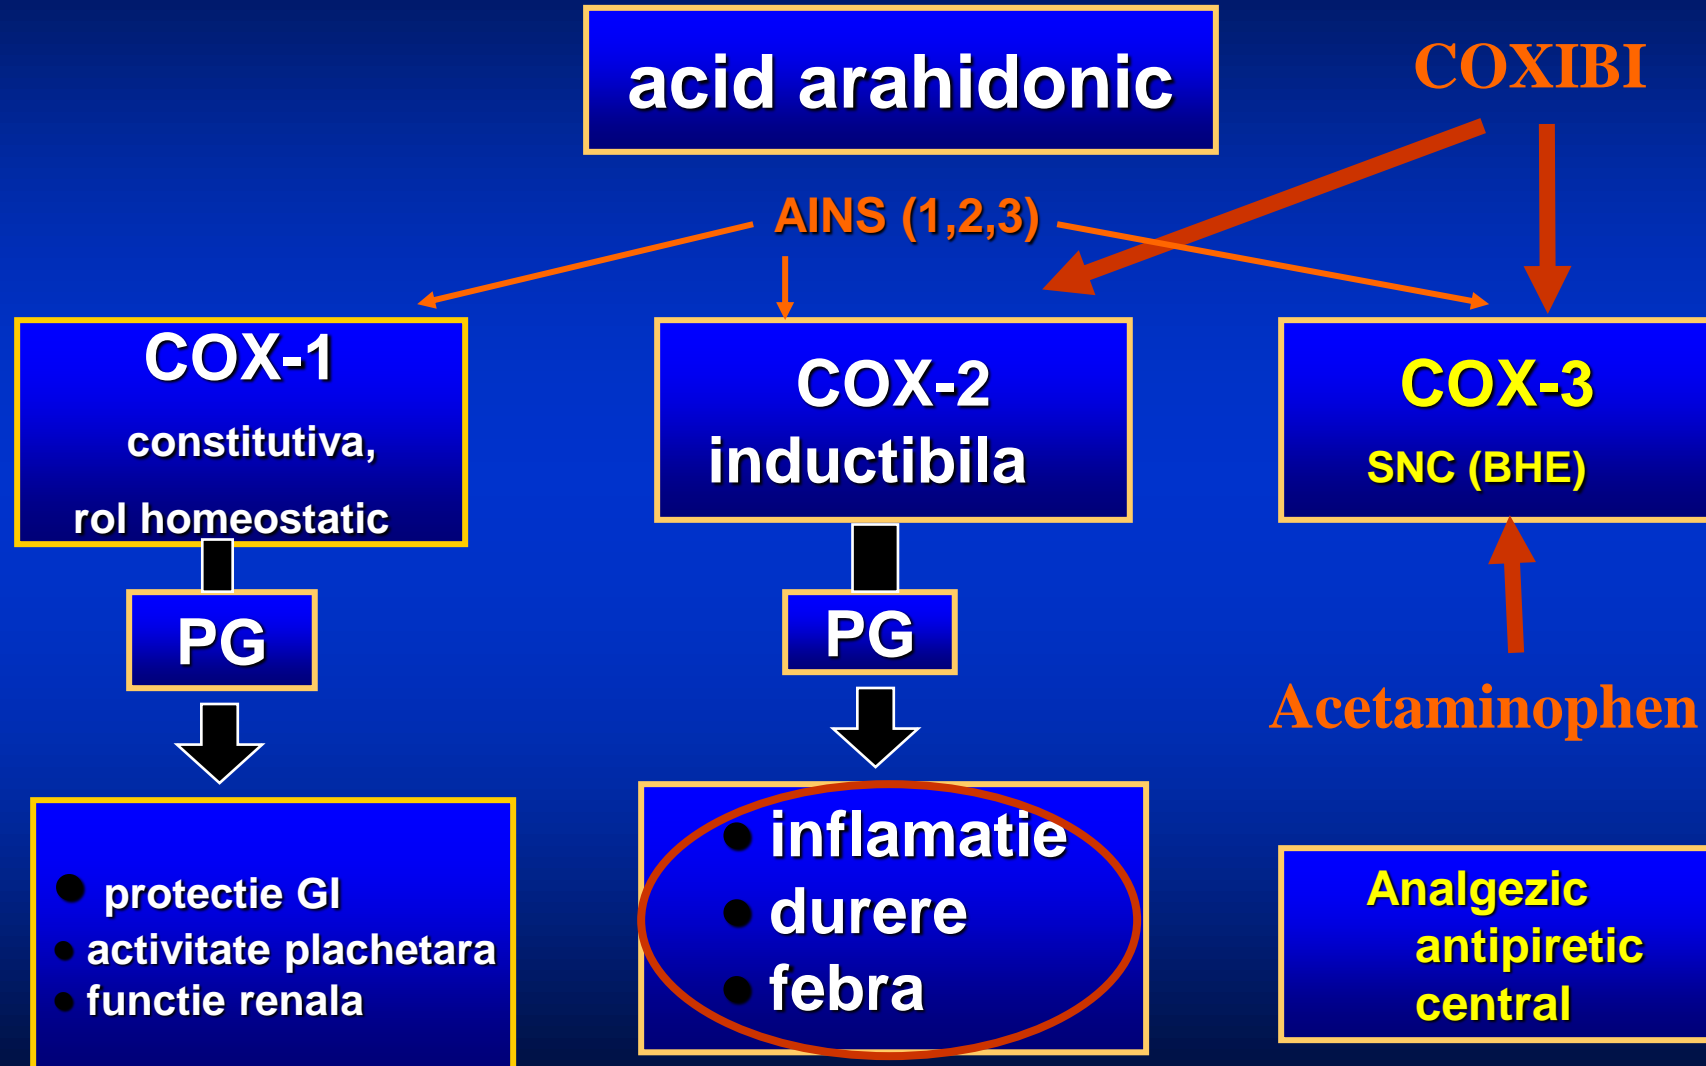 acid arahidonic
COXIBI
AINS (1,2,3)
COX-1
constitutiva,
rol homeostatic
COX-2
inductibila
COX-3
SNC (BHE)
PG
PG
Acetaminophen
● protectie GI
● activitate plachetara
● functie renala
● inflamatie
● durere
● febra
Analgezic
antipiretic
central